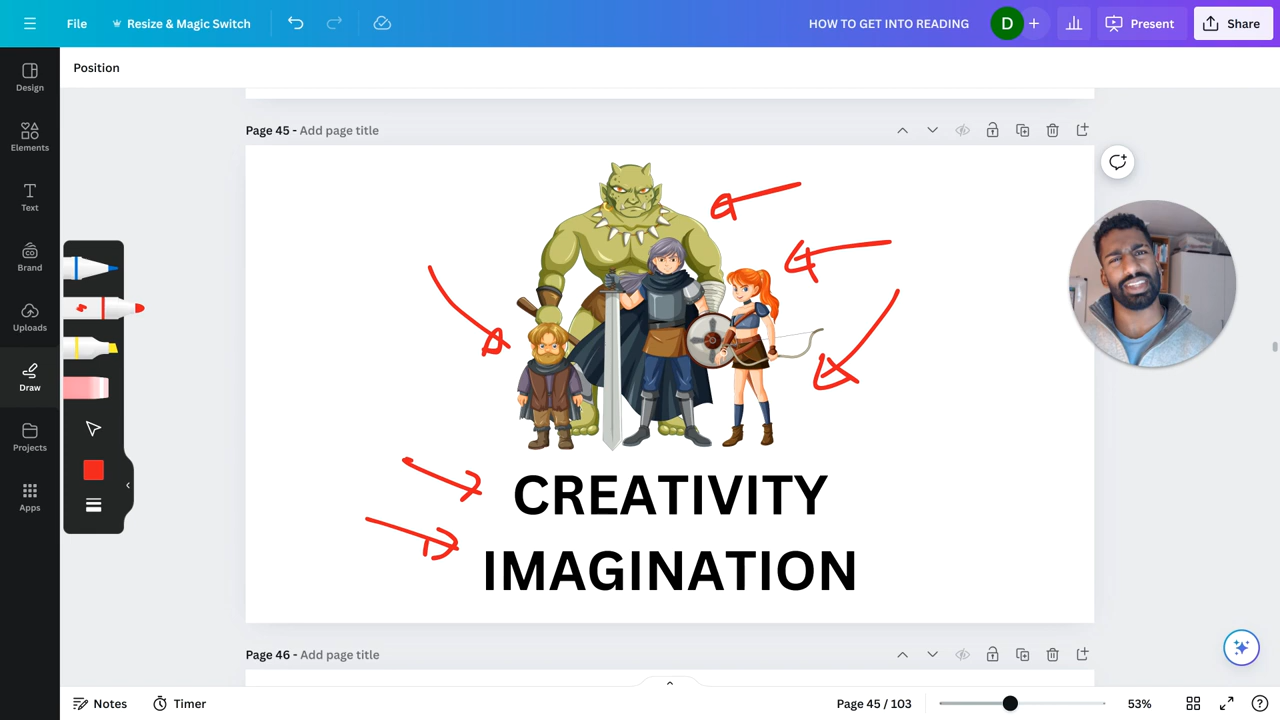 File
Resize & Magic Switch
HOW TO GET INTO READING
D
Present
Share
Design
Elements
Text
Brand
Uploads
Draw
Projects
Apps
Position
Page 45 - Add page title
CREATIVITY
IMAGINATION
Page 46 - Add page title
Notes
Timer
Page 45 / 103
53%